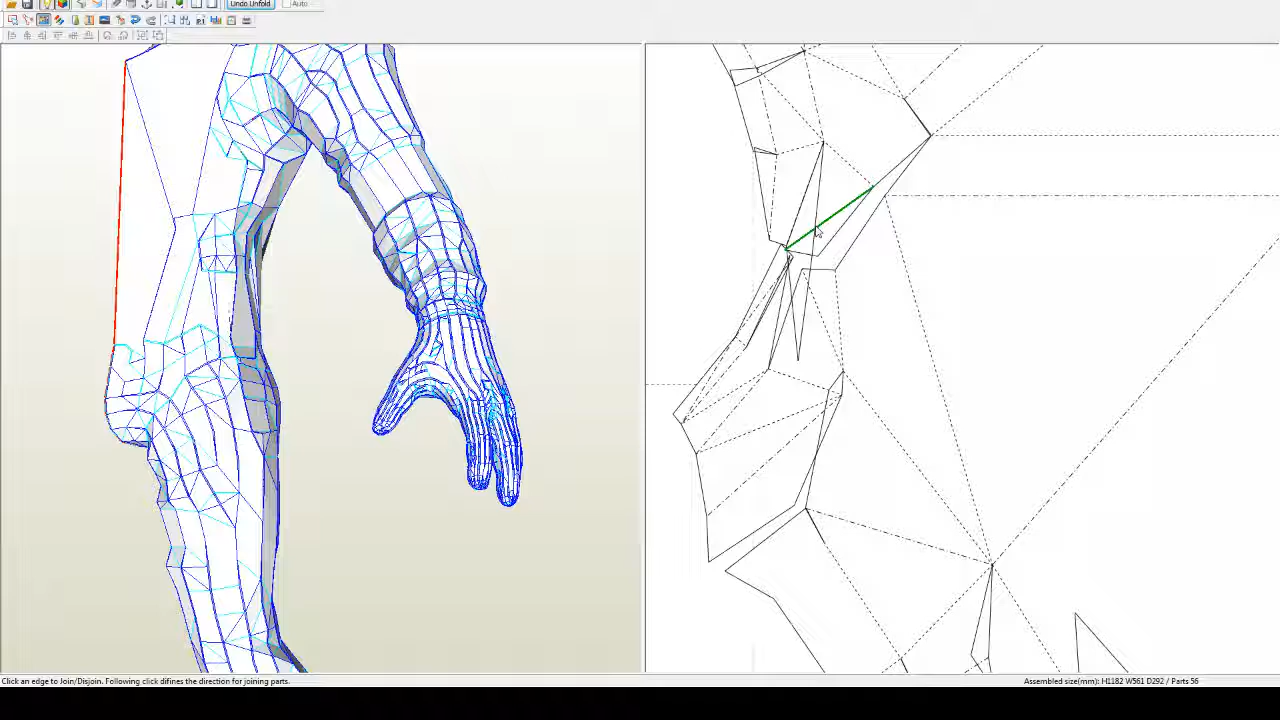 Undo Unfold
Auto
Click an edge to Join/Disjoin. Following click difines the direction for joining parts.
Assembled size(mm): H1182 W561 D292 / Parts 56